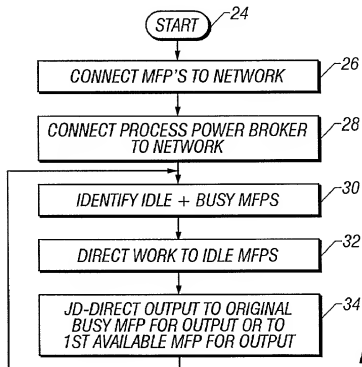 START
24
CONNECT MFP'S TO NETWORK
26
CONNECT PROCESS POWER BROKER
TO NETWORK
28
IDENTIFY IDLE + BUSY MFPS
30
DIRECT WORK TO IDLE MFPS
32
JD-DIRECT OUTPUT TO ORIGINAL
BUSY MFP FOR OUTPUT OR TO
1ST AVAILABLE MFP FOR OUTPUT
34